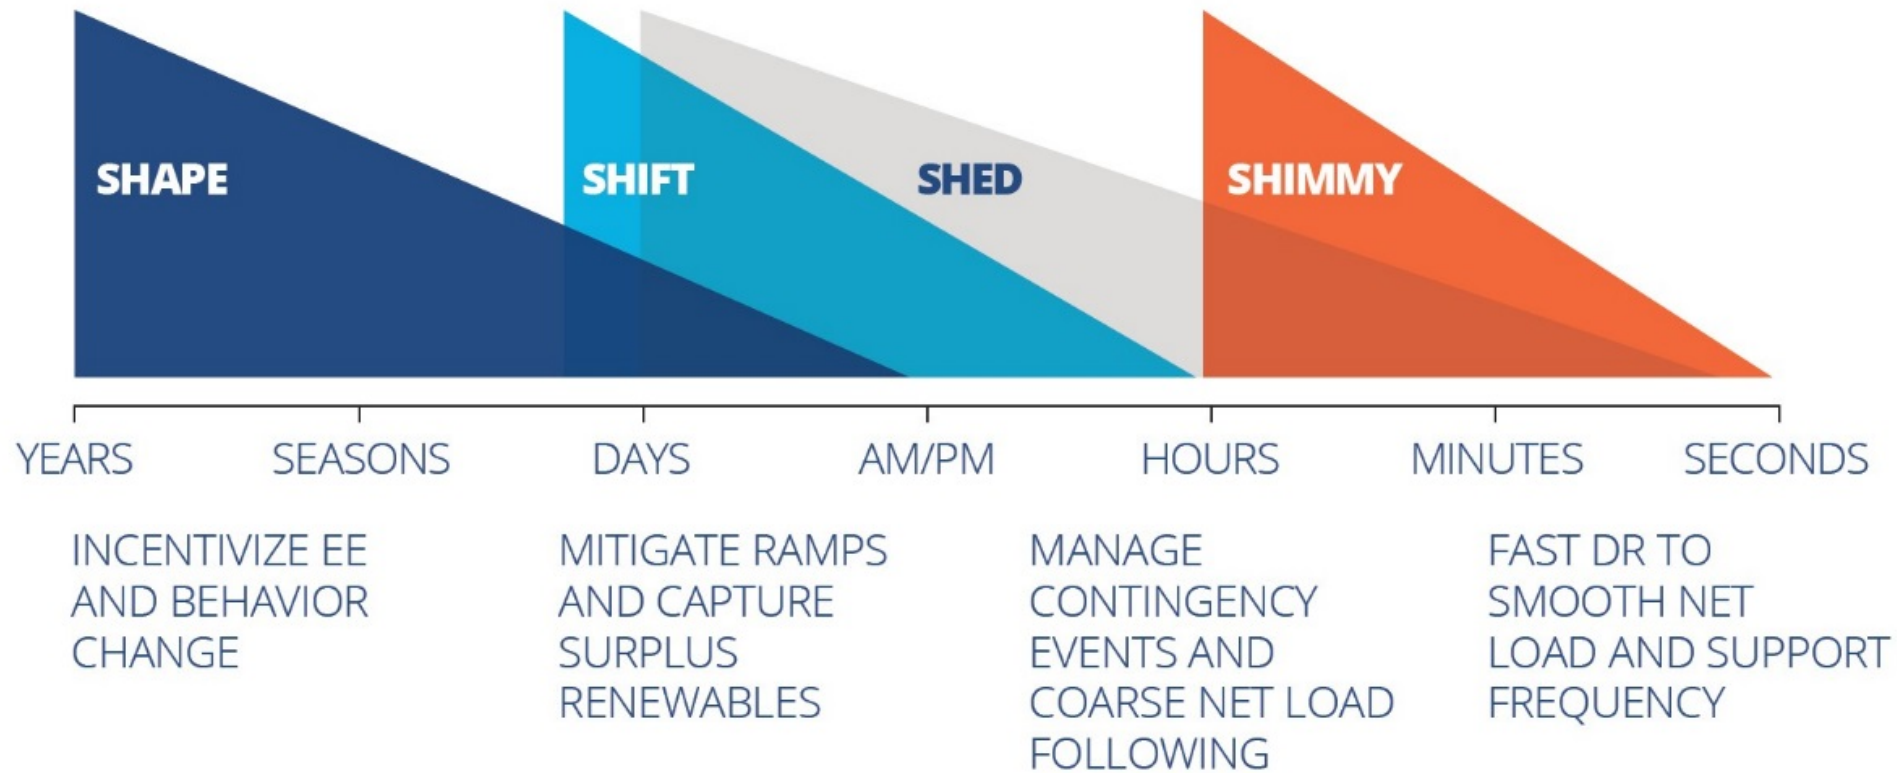 SHAPE
SHIFT
SHED
SHIMMY
YEARS
SEASONS
DAYS
AM/PM
HOURS
MINUTES
SECONDS
INCENTIVIZE EE
AND BEHAVIOR
CHANGE
MITIGATE RAMPS
AND CAPTURE
SURPLUS
RENEWABLES
MANAGE
CONTINGENCY
EVENTS AND
COARSE NET LOAD
FOLLOWING
FAST DR TO
SMOOTH NET
LOAD AND SUPPORT
FREQUENCY